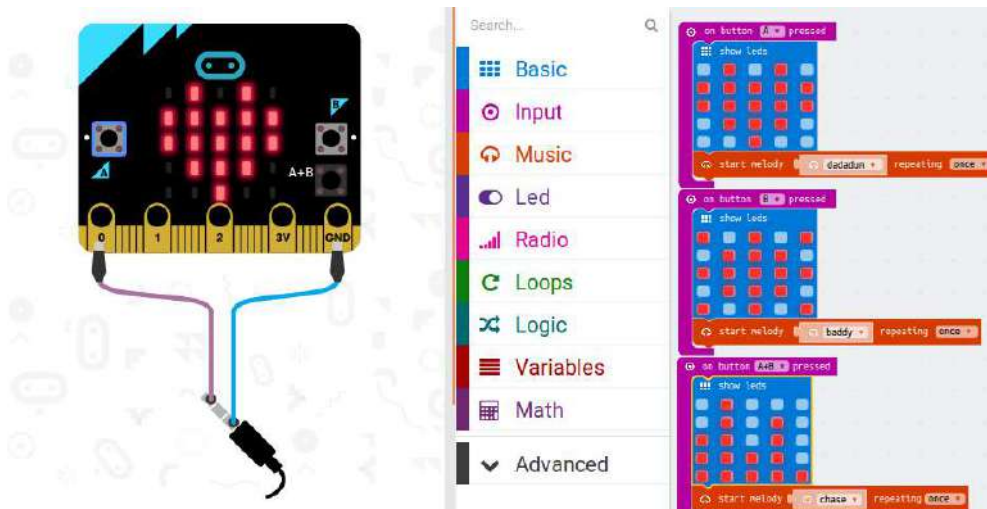 B
A
A+B
0 1 2 3V GND
Search...
Basic
Input
Music
Led
Radio
Loops
Logic
Variables
Math
Advanced
on button A pressed
show leds
start melody dadadum repeating once
on button B pressed
show leds
start melody baddy repeating once
on button A+B pressed
show leds
start melody chase repeating once